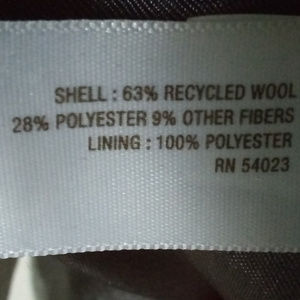 SHELL : 63% RECYCLED WOOL
28% POLYESTER 9% OTHER FIBERS
LINING : 100% POLYESTER
RN 54023